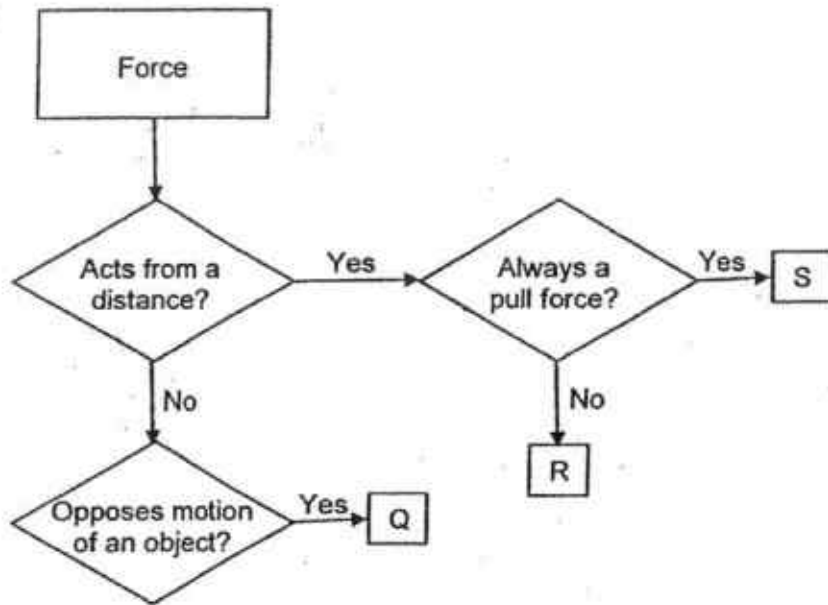 Force
Acts from a
distance?
Yes
Always a
pull force?
Yes
S
No
No
R
Opposes motion
of an object?
Yes
Q